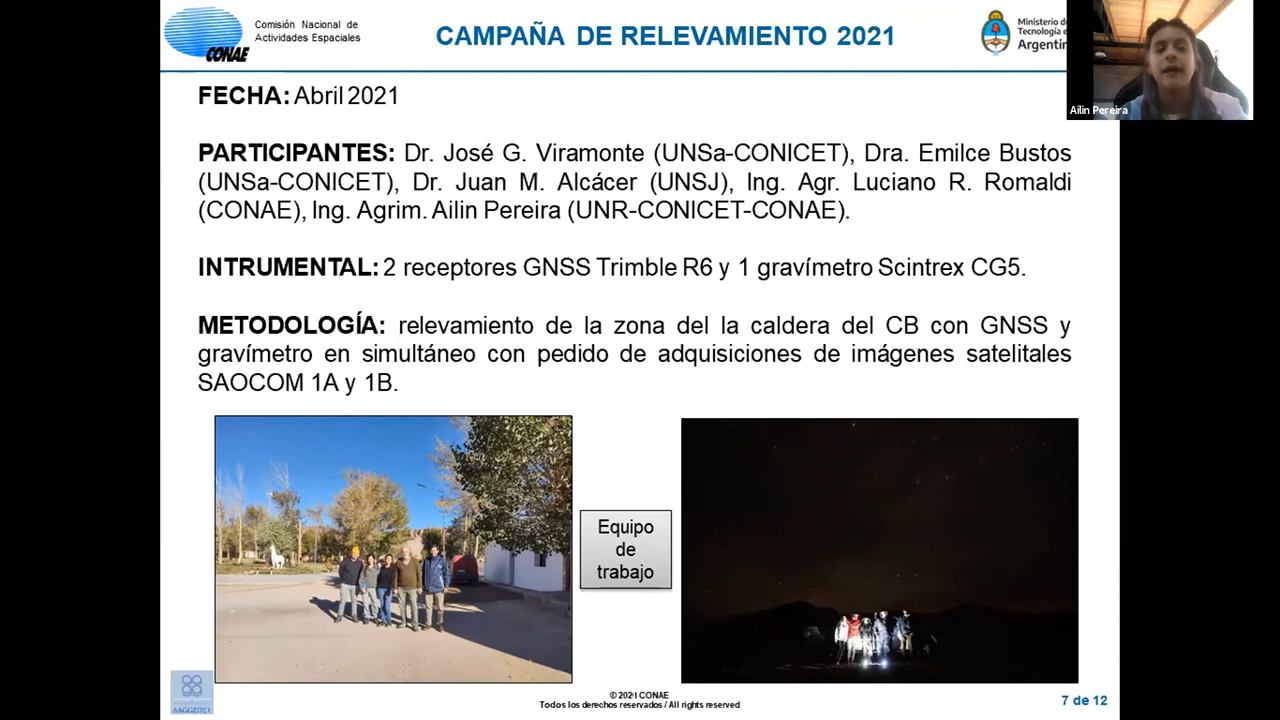 Comisión Nacional de
Actividades Espaciales
CONAE
CAMPAÑA DE RELEVAMIENTO 2021
Ministerio de
Tecnología e
Argentina
Ailin Pereira
FECHA: Abril 2021
PARTICIPANTES: Dr. José G. Viramonte (UNSa-CONICET), Dra. Emilce Bustos
(UNSa-CONICET), Dr. Juan M. Alcácer (UNSJ), Ing. Agr. Luciano R. Romaldi
(CONAE), Ing. Agrim. Ailin Pereira (UNR-CONICET-CONAE).
INTRUMENTAL: 2 receptores GNSS Trimble R6 y 1 gravímetro Scintrex CG5.
METODOLOGÍA: relevamiento de la zona del la caldera del CB con GNSS y
gravímetro en simultáneo con pedido de adquisiciones de imágenes satelitales
SAOCOM 1A y 1B.
Equipo
de
trabajo
AAGG2021
© 2021 CONAE
Todos los derechos reservados / All rights reserved
7 de 12